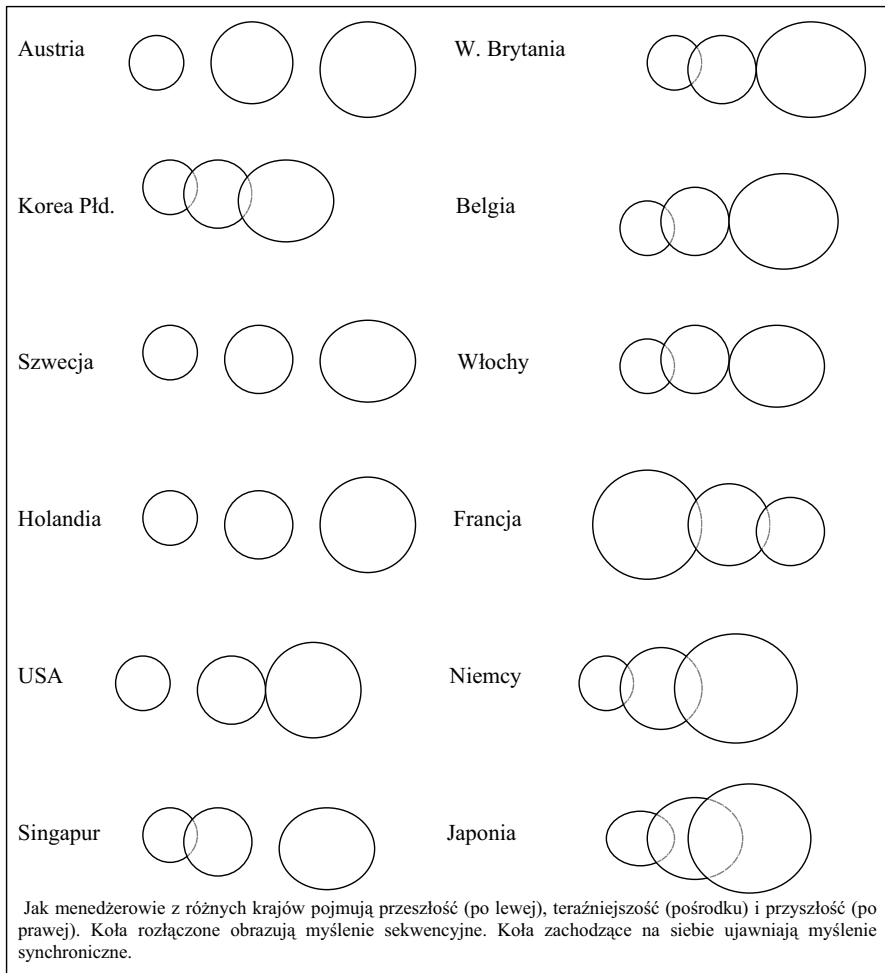 Austria
W. Brytania
Korea Płd.
Belgia
Szwecja
Włochy
Holandia
Francja
USA
Niemcy
Singapur
Japonia
Jak menedżerowie z różnych krajów pojmują przeszłość (po lewej), teraźniejszość (pośrodku) i przyszłość (po
prawej). Koła rozłączone obrazują myślenie sekwencyjne. Koła zachodzące na siebie ujawniają myślenie
synchroniczne.